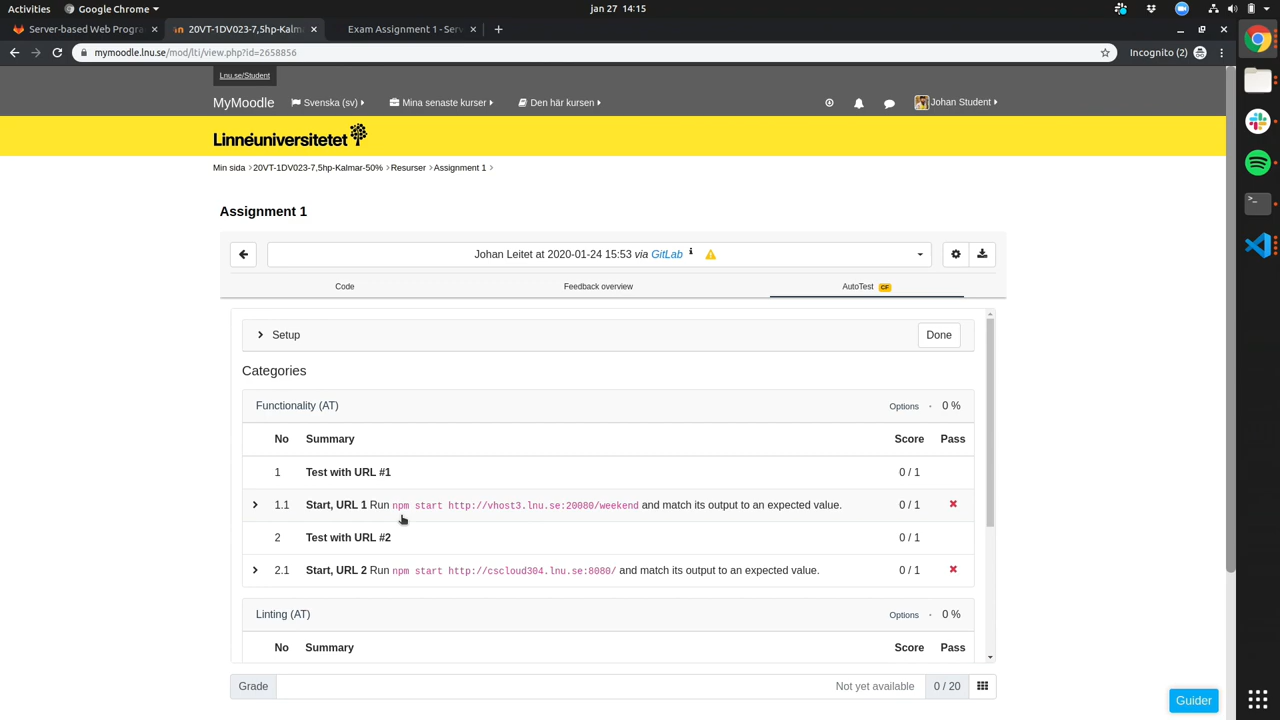 Activities Google Chrome Jan 27 14:15
Server-based Web Progra 20VT-1DV023-7,5hp-Kalma Exam Assignment 1 - Serv
mymoodle.lnu.se/mod/lti/view.php?id=2658856 Incognito (2)
Lnu.se/Student
MyMoodle Svenska (sv) Mina senaste kurser Den här kursen Johan Student
Linnéuniversitetet
Min sida 20VT-1DV023-7,5hp-Kalmar-50% Resurser Assignment 1
Assignment 1
Johan Leitet at 2020-01-24 15:53 via GitLab
Code Feedback overview AutoTest CF
Setup Done
Categories
Functionality (AT) Options 0 %
No Summary Score Pass
1 Test with URL #1 0 / 1
1.1 Start, URL 1 Run npm start http://vhost3.lnu.se:20080/weekend and match its output to an expected value. 0 / 1
2 Test with URL #2 0 / 1
2.1 Start, URL 2 Run npm start http://cscloud304.lnu.se:8080/ and match its output to an expected value. 0 / 1
Linting (AT) Options 0 %
No Summary Score Pass
Grade Not yet available 0 / 20
Guider